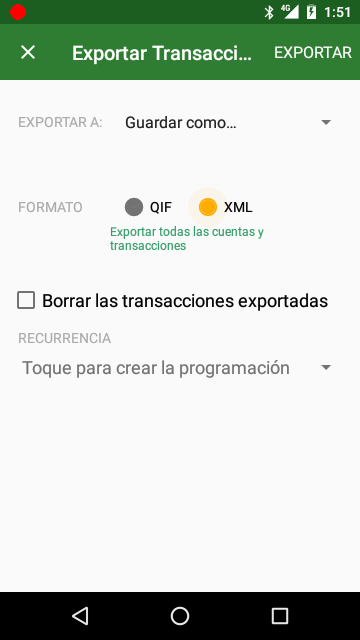 4G 1:51
Exportar Transacci... EXPORTAR
EXPORTAR A: Guardar como...
FORMATO QIF XML
Exportar todas las cuentas y
transacciones
Borrar las transacciones exportadas
RECURRENCIA
Toque para crear la programación